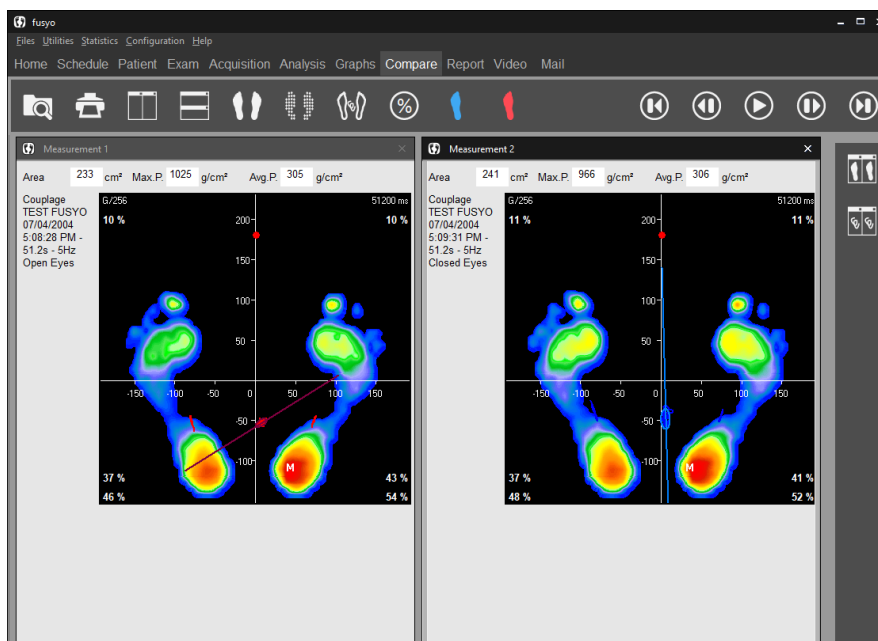 fusyo
Files Utilities Statistics Configuration Help
Home Schedule Patient Exam Acquisition Analysis Graphs Compare Report Video Mail
%
Measurement 1
Area 233 cm² Max.P. 1025 g/cm² Avg.P. 305 g/cm²
Couplage
TEST FUSYO
07/04/2004
5:08:28 PM -
51.2s - 5Hz
Open Eyes
G/256
51200 ms
10 %
10 %
200
150
100
50
-150 -100 -50 0 50 100 150
-50
-100
M
37 %
43 %
46 %
54 %
Measurement 2
Area 241 cm² Max.P. 966 g/cm² Avg.P. 306 g/cm²
Couplage
TEST FUSYO
07/04/2004
5:09:31 PM -
51.2s - 5Hz
Closed Eyes
G/256
51200 ms
11 %
11 %
200
150
100
50
-150 -100 -50 0 50 100 150
-50
-100
M
37 %
41 %
48 %
52 %